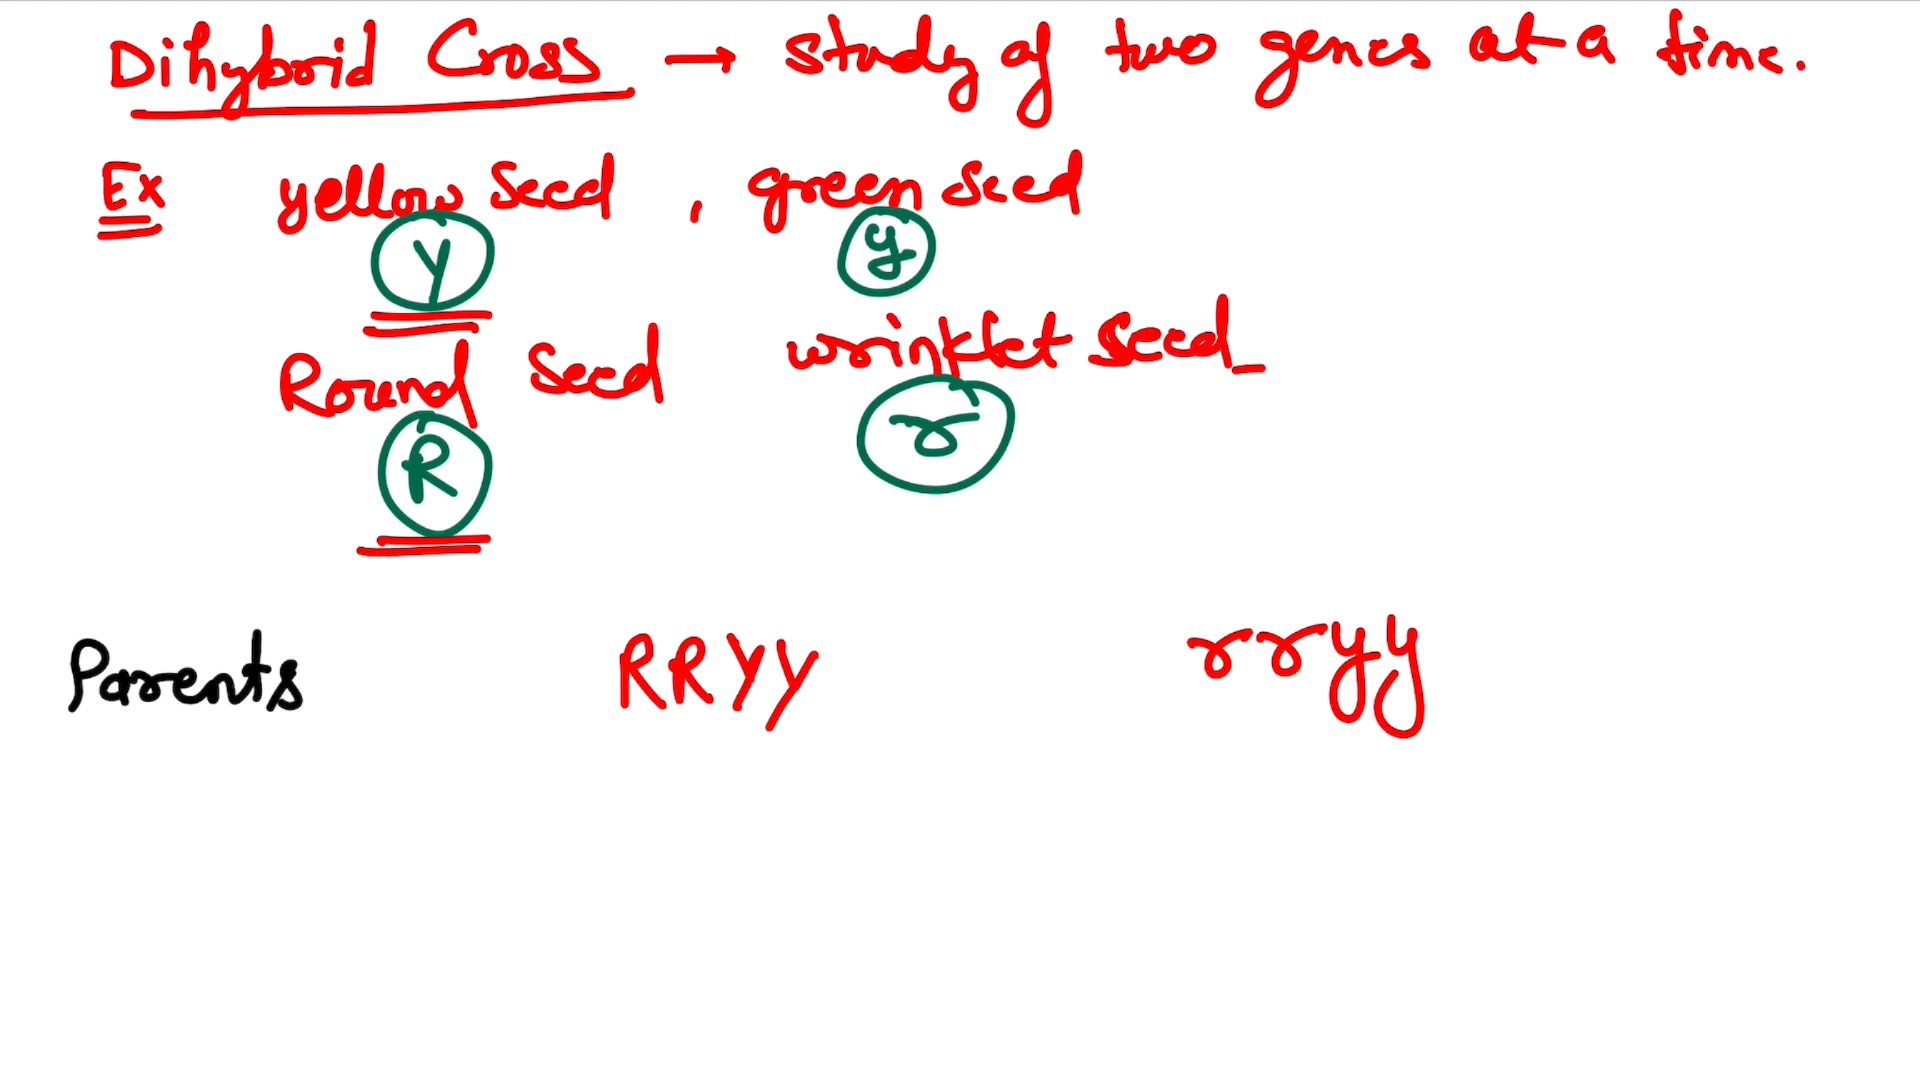 Dihybrid Cross → study of two genes at a time.
Ex yellow seed , green seed
Y y
Round seed wrinklet seed
R r
Parents RRYY rryy